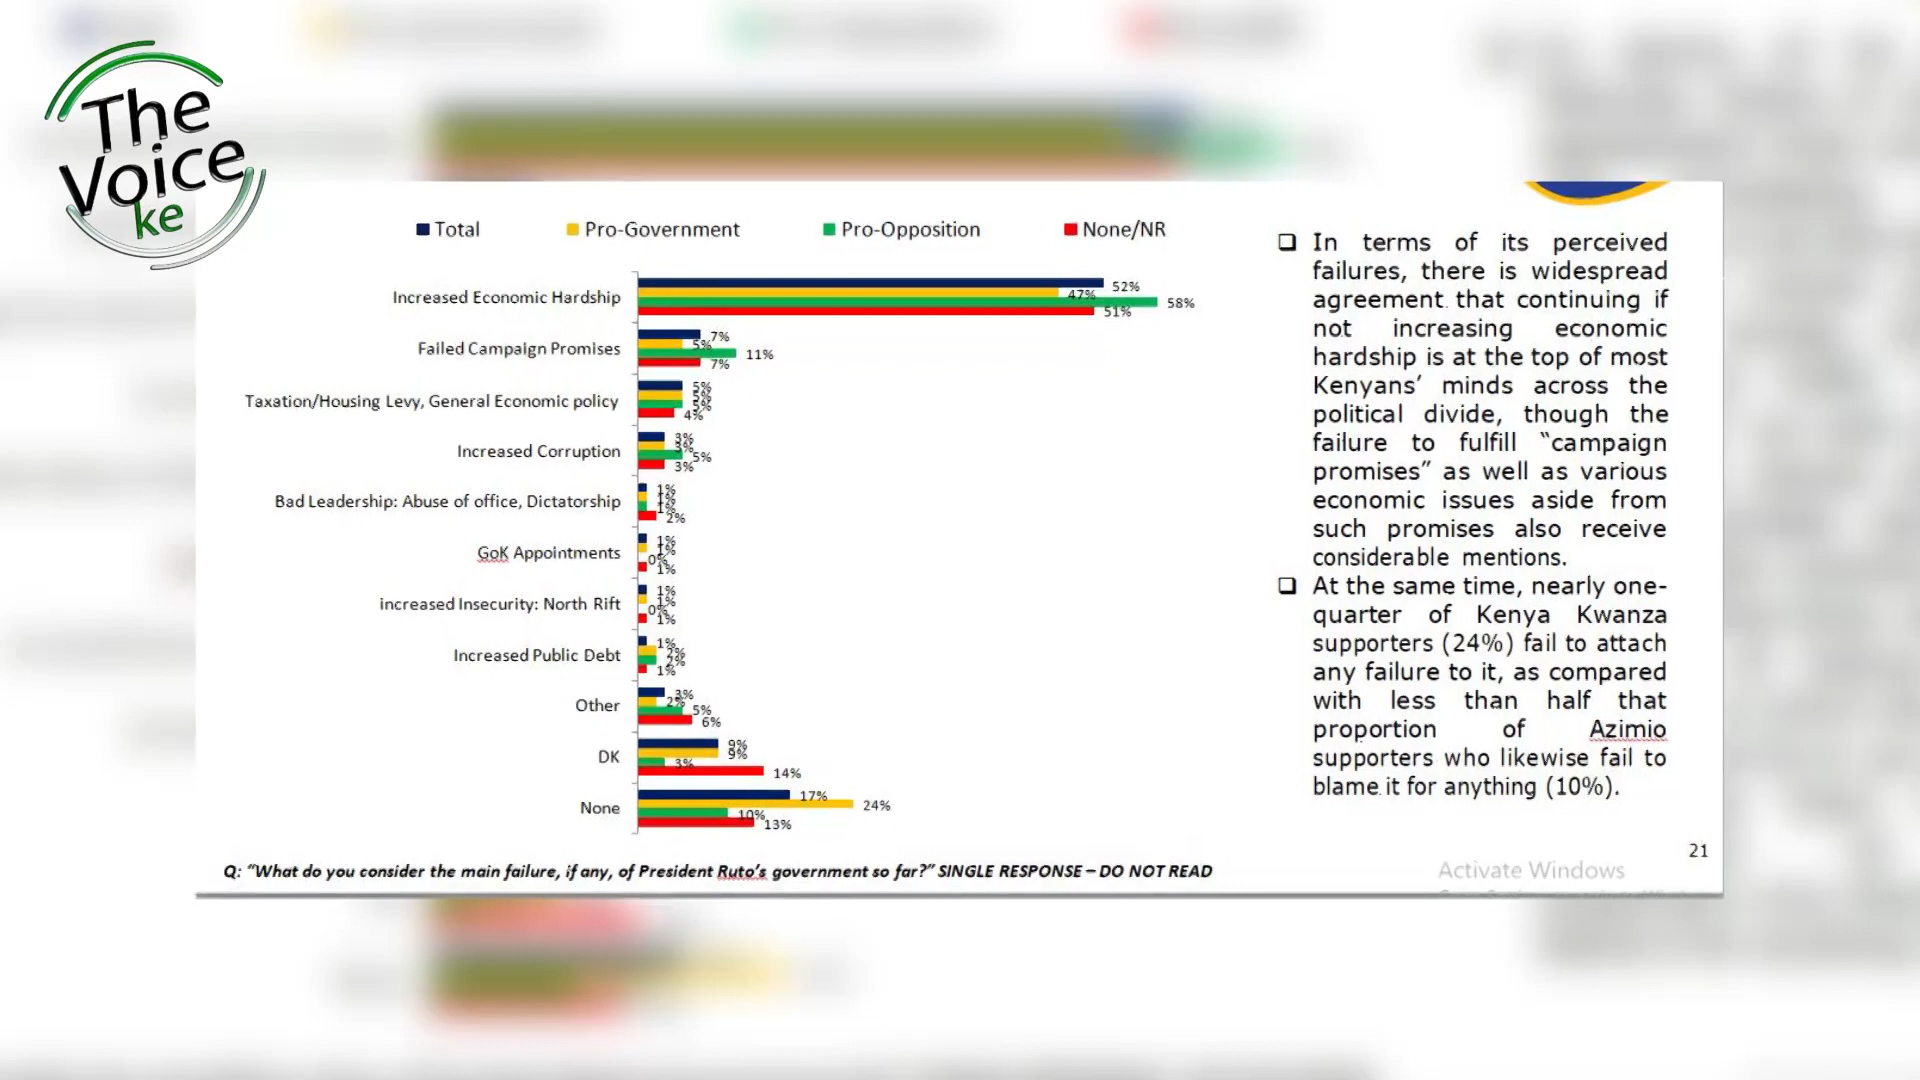 The
Voice
ke
Total Pro-Government Pro-Opposition None/NR
Increased Economic Hardship
52%
47%
58%
51%
Failed Campaign Promises
7%
5%
11%
7%
Taxation/Housing Levy, General Economic policy
5%
5%
5%
4%
Increased Corruption
3%
3%
5%
3%
Bad Leadership: Abuse of office, Dictatorship
1%
1%
1%
2%
GoK Appointments
1%
1%
0%
1%
increased Insecurity: North Rift
1%
1%
0%
1%
Increased Public Debt
1%
2%
2%
1%
Other
3%
2%
5%
6%
DK
9%
9%
3%
14%
None
17%
24%
10%
13%
Q: “What do you consider the main failure, if any, of President Ruto’s government so far?” SINGLE RESPONSE – DO NOT READ
In terms of its perceived
failures, there is widespread
agreement that continuing if
not increasing economic
hardship is at the top of most
Kenyans’ minds across the
political divide, though the
failure to fulfill “campaign
promises” as well as various
economic issues aside from
such promises also receive
considerable mentions.
At the same time, nearly one-
quarter of Kenya Kwanza
supporters (24%) fail to attach
any failure to it, as compared
with less than half that
proportion of Azimio
supporters who likewise fail to
blame it for anything (10%).
21
Activate Windows